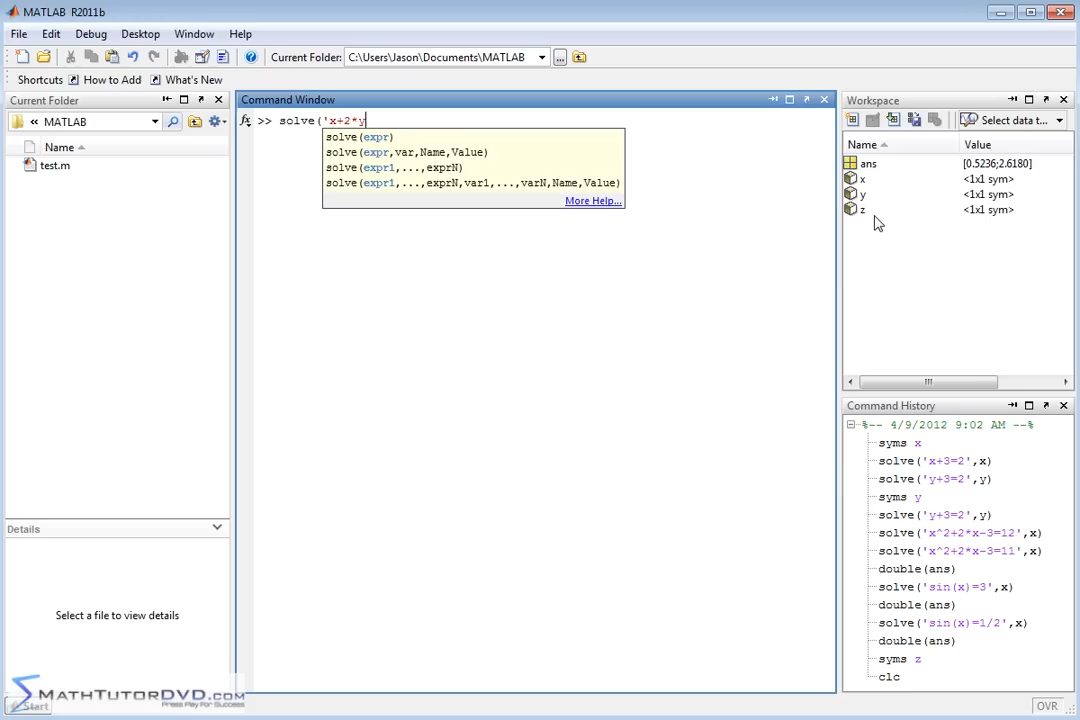 MATLAB R2011b
File Edit Debug Desktop Window Help
Current Folder: C:\Users\Jason\Documents\MATLAB ...
Shortcuts How to Add What's New
Current Folder
« MATLAB
Name
test.m
Details
Select a file to view details
Start
MathTutorDVD.com
Press Play For Success
Command Window
fx >> solve('x+2*y
solve(expr)
solve(expr,var,Name,Value)
solve(expr1,...,exprN)
solve(expr1,...,exprN,var1,...,varN,Name,Value)
More Help...
Workspace
Select data t...
Name Value
ans [0.5236;2.6180]
x <1x1 sym>
y <1x1 sym>
z <1x1 sym>
Command History
%-- 4/9/2012 9:02 AM --%
syms x
solve('x+3=2',x)
solve('y+3=2',y)
syms y
solve('y+3=2',y)
solve('x^2+2*x-3=12',x)
solve('x^2+2*x-3=11',x)
double(ans)
solve('sin(x)=3',x)
double(ans)
solve('sin(x)=1/2',x)
double(ans)
syms z
clc
OVR